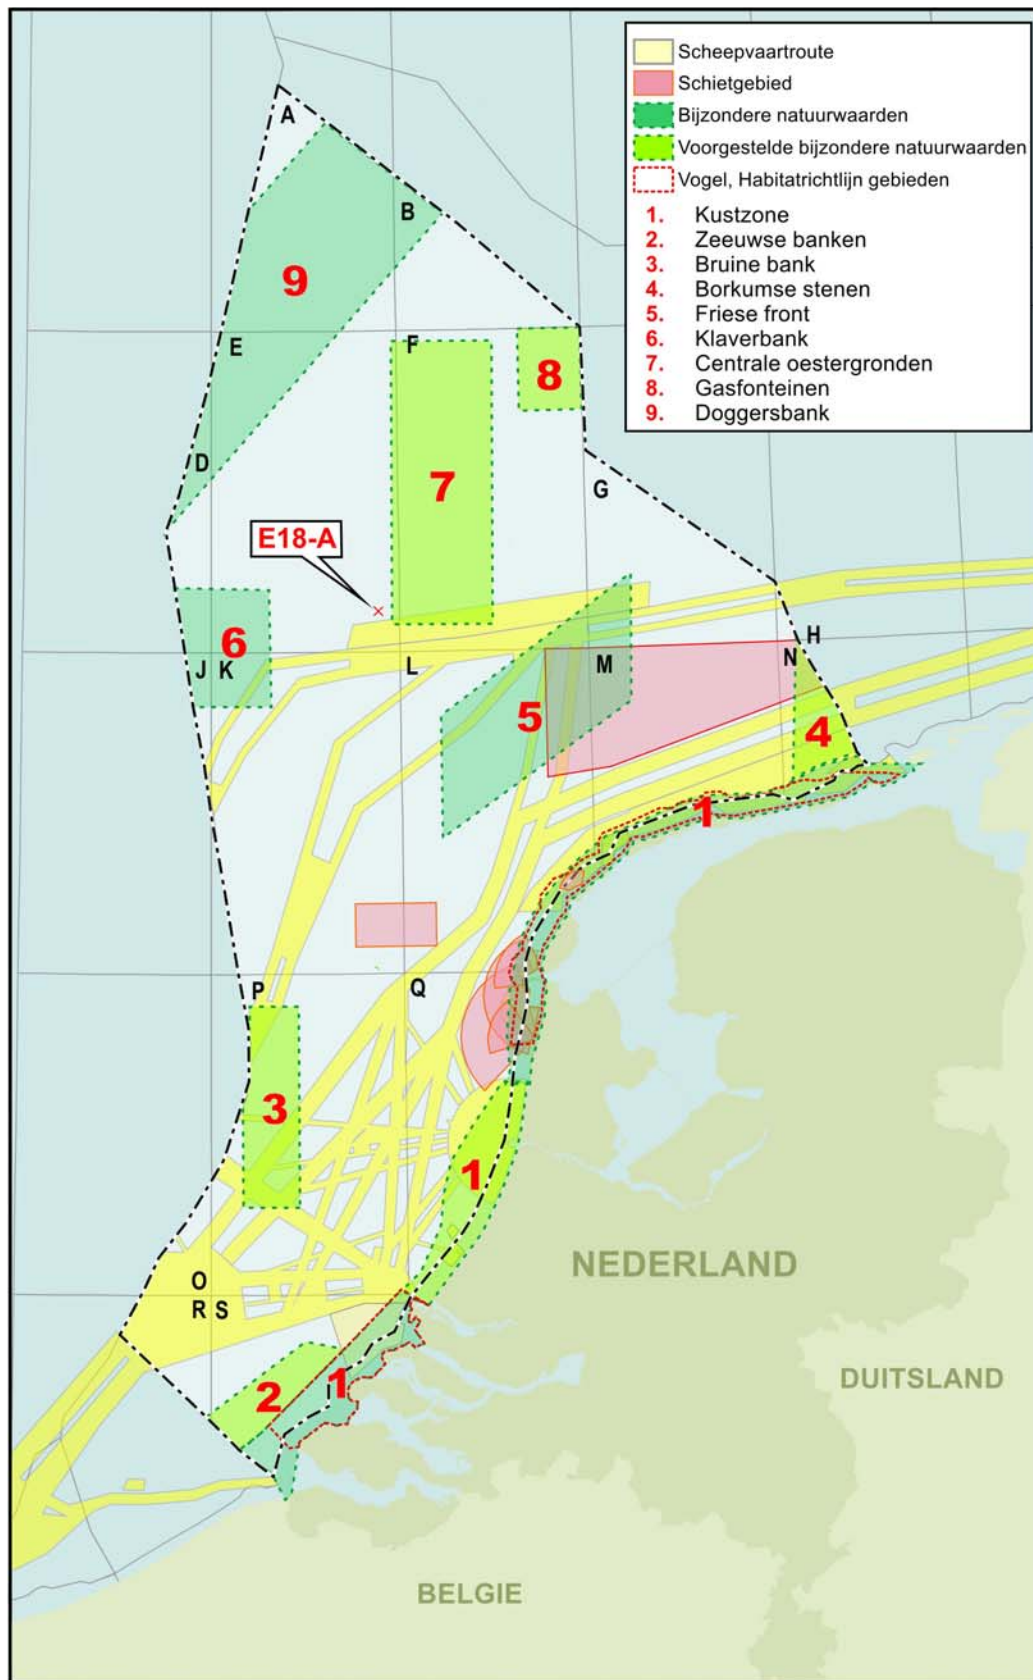 Scheepvaartroute
Schietgebied
Bijzondere natuurwaarden
Voorgestelde bijzondere natuurwaarden
Vogel, Habitatrichtlijn gebieden
1. Kustzone
2. Zeeuwse banken
3. Bruine bank
4. Borkumse stenen
5. Friese front
6. Klaverbank
7. Centrale oestergronden
8. Gasfonteinen
9. Doggersbank
A
B
9
E
F
8
D
7
G
E18-A
6
H
J K
L
M
N
5
4
1
P
Q
3
1
NEDERLAND
O
R S
2
1
DUITSLAND
BELGIE